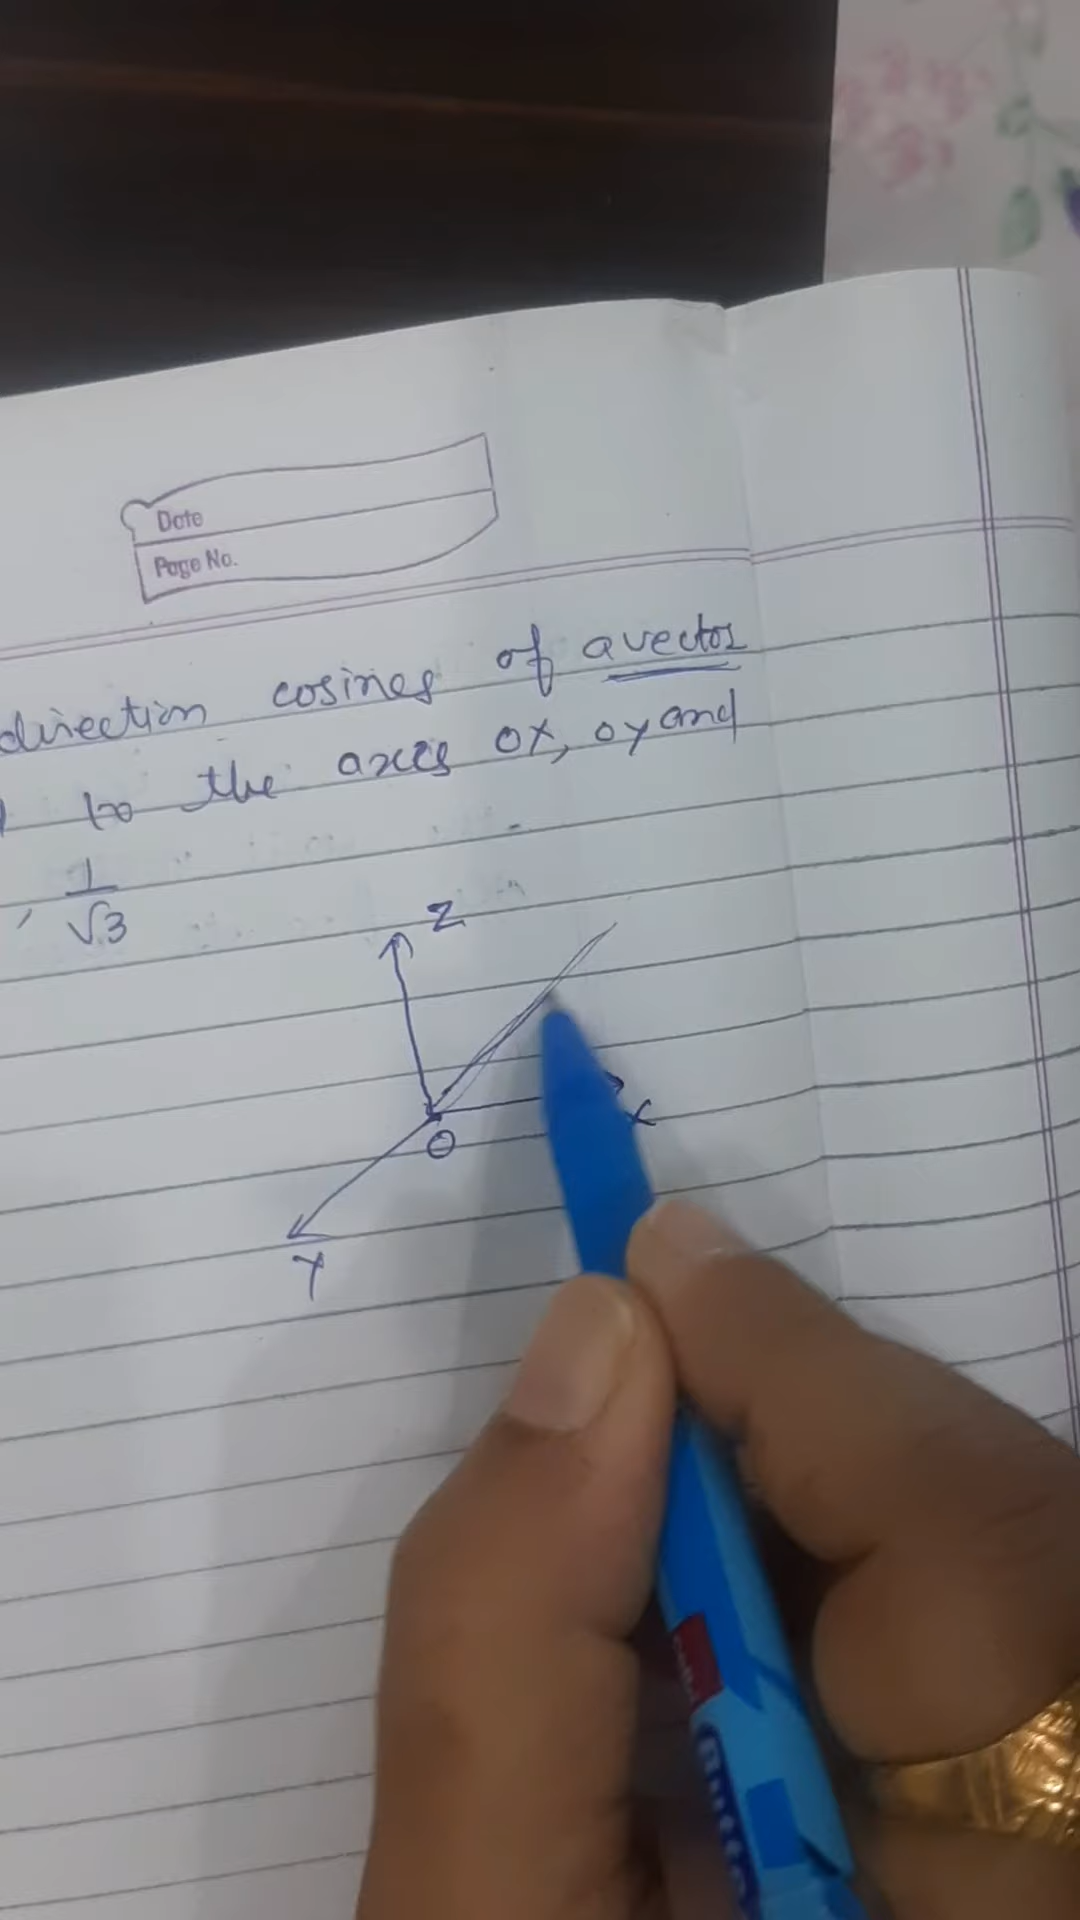 Date
Page No.
direction cosines of a vector
to the axes OX, OY and
, 1/√3
Z
X
O
Y